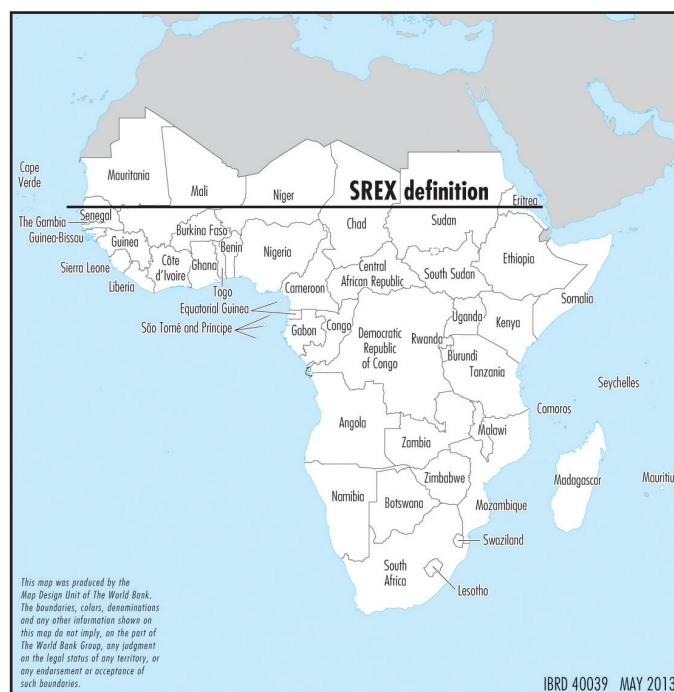 Cape
Verde
Mauritania
Mali
Niger
SREX definition
Eritrea
Senegal
The Gambia
Guinea-Bissau
Guinea
Burkina Faso
Benin
Chad
Sudan
Sierra Leone
Côte
d’Ivoire
Ghana
Nigeria
Ethiopia
Liberia
Togo
Cameroon
Central
African Republic
South Sudan
Somalia
Equatorial Guinea
São Tomé and Príncipe
Gabon
Congo
Democratic
Republic
of Congo
Rwanda
Uganda
Kenya
Burundi
Tanzania
Seychelles
Comoros
Angola
Malawi
Zambia
Madagascar
Mauritiu
Namibia
Botswana
Zimbabwe
Mozambique
Swaziland
South
Africa
Lesotho
This map was produced by the
Map Design Unit of The World Bank.
The boundaries, colors, denominations
and any other information shown on
this map do not imply, on the part of
The World Bank Group, any judgment
on the legal status of any territory, or
any endorsement or acceptance of
such boundaries.
IBRD 40039 MAY 2013